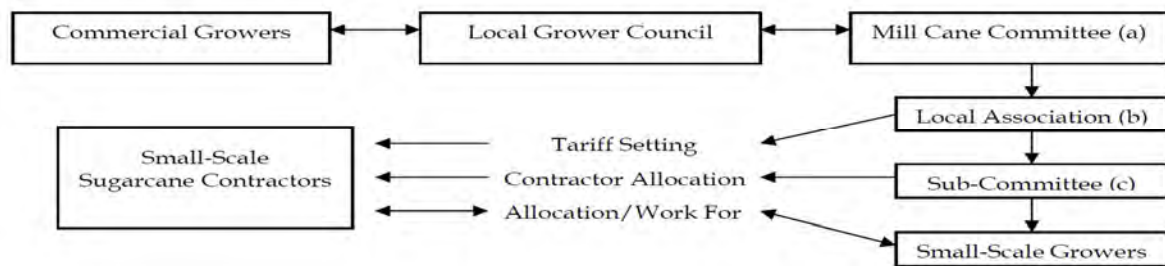 Commercial Growers
Local Grower Council
Mill Cane Committee (a)
Local Association (b)
Tariff Setting
Small-Scale
Sugarcane Contractors
Contractor Allocation
Sub-Committee (c)
Allocation/Work For
Small-Scale Growers